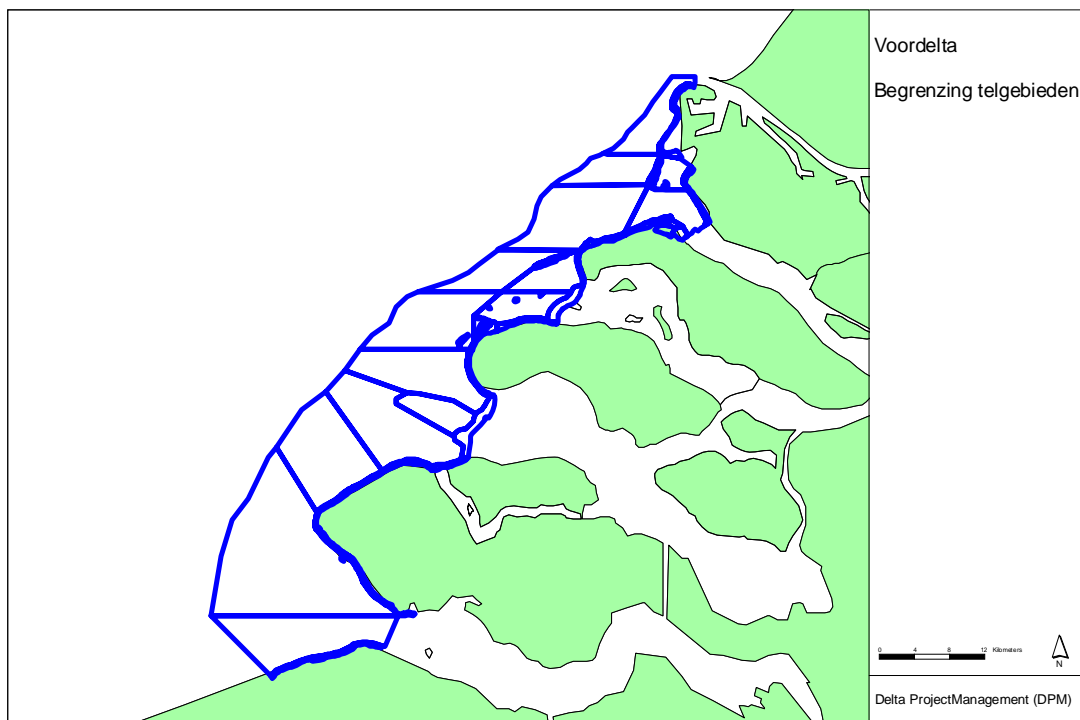 Voordelta
Begrenzing telgebieden
0 4 8 12 Kilometers
N
Delta ProjectManagement (DPM)